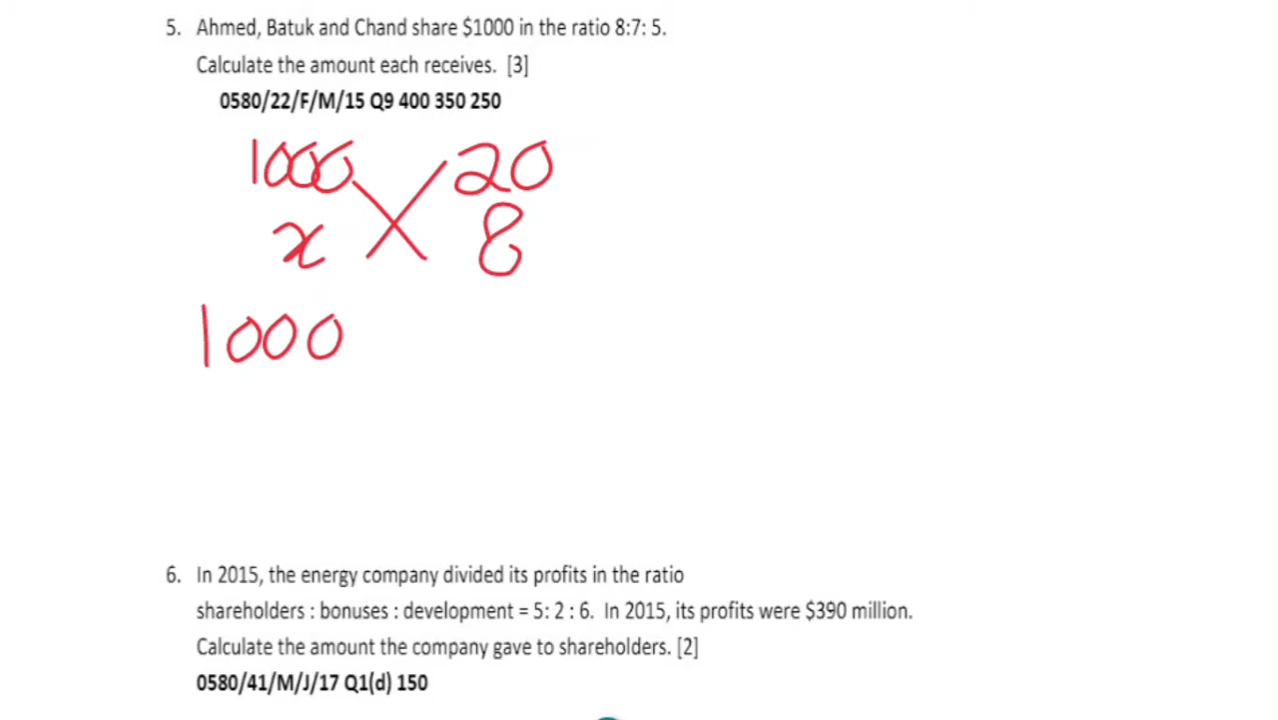 5. Ahmed, Batuk and Chand share $1000 in the ratio 8:7: 5.
Calculate the amount each receives. [3]
0580/22/F/M/15 Q9 400 350 250
1000 20
x 8
1000
6. In 2015, the energy company divided its profits in the ratio
shareholders : bonuses : development = 5: 2 : 6. In 2015, its profits were $390 million.
Calculate the amount the company gave to shareholders. [2]
0580/41/M/J/17 Q1(d) 150